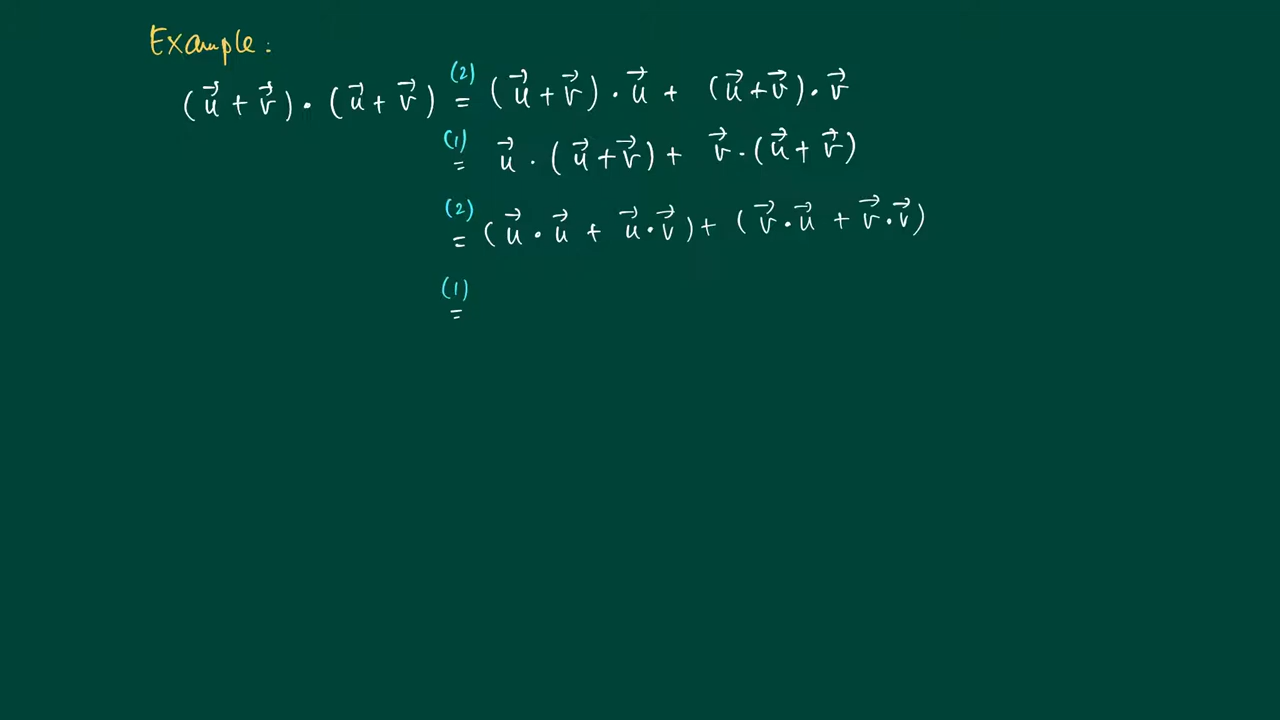 Example:
(u⃗ + v⃗) · (u⃗ + v⃗) (2)= (u⃗ + v⃗) · u⃗ + (u⃗ + v⃗) · v⃗
(1)= u⃗ · (u⃗ + v⃗) + v⃗ · (u⃗ + v⃗)
(2)= (u⃗ · u⃗ + u⃗ · v⃗) + (v⃗ · u⃗ + v⃗ · v⃗)
(1)=